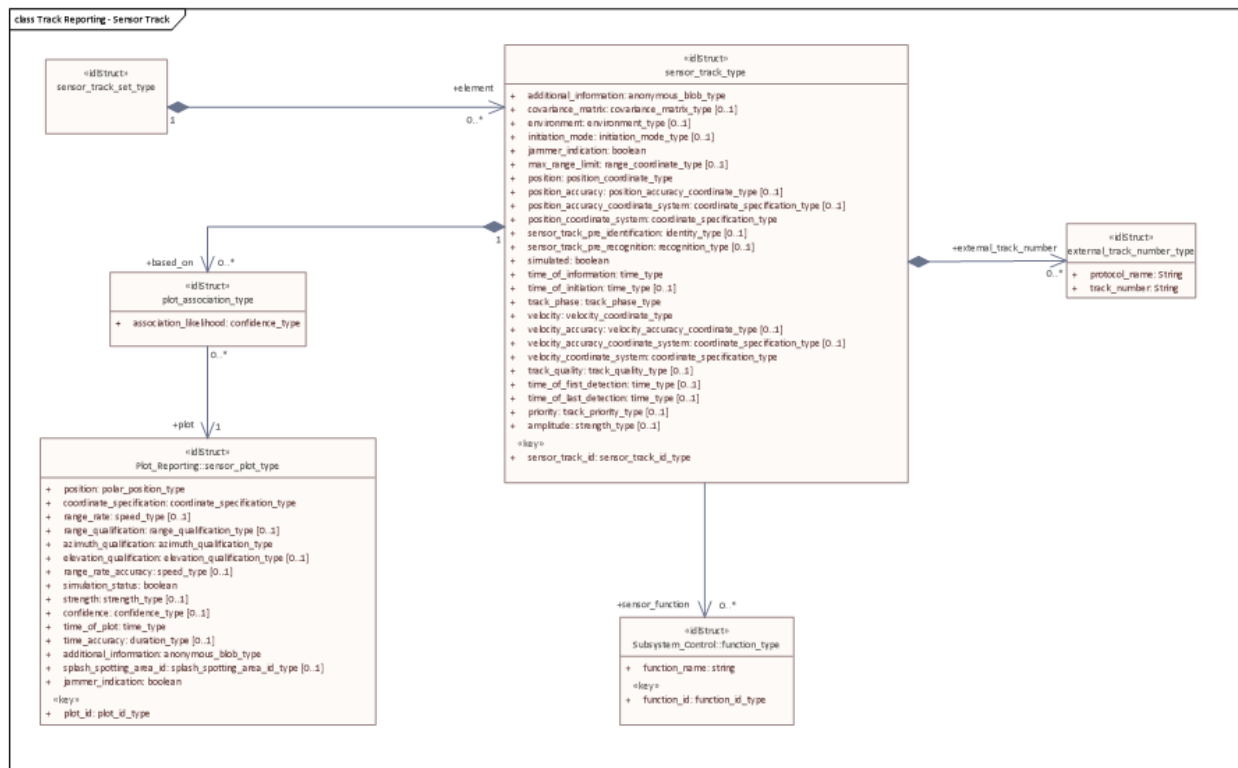 class Track Reporting - Sensor Track
«idlStruct»
sensor_track_set_type
1
+element
0..*
«idlStruct»
sensor_track_type
+ additional_information: anonymous_blob_type
+ covariance_matrix: covariance_matrix_type [0..1]
+ environment: environment_type [0..1]
+ initiation_mode: initiation_mode_type [0..1]
+ jammer_indication: boolean
+ max_range_limit: range_coordinate_type [0..1]
+ position: position_coordinate_type
+ position_accuracy: position_accuracy_coordinate_type [0..1]
+ position_accuracy_coordinate_system: coordinate_specification_type [0..1]
+ position_coordinate_system: coordinate_specification_type
+ sensor_track_pre_identification: identity_type [0..1]
+ sensor_track_pre_recognition: recognition_type [0..1]
+ simulated: boolean
+ time_of_information: time_type
+ time_of_initiation: time_type [0..1]
+ track_phase: track_phase_type
+ velocity: velocity_coordinate_type
+ velocity_accuracy: velocity_accuracy_coordinate_type [0..1]
+ velocity_accuracy_coordinate_system: coordinate_specification_type [0..1]
+ velocity_coordinate_system: coordinate_specification_type
+ track_quality: track_quality_type [0..1]
+ time_of_first_detection: time_type [0..1]
+ time_of_last_detection: time_type [0..1]
+ priority: track_priority_type [0..1]
+ amplitude: strength_type [0..1]
«key»
+ sensor_track_id: sensor_track_id_type
1
+based_on
0..*
«idlStruct»
plot_association_type
+ association_likelihood: confidence_type
0..*
+plot
1
«idlStruct»
Plot_Reporting::sensor_plot_type
+ position: polar_position_type
+ coordinate_specification: coordinate_specification_type
+ range_rate: speed_type [0..1]
+ range_qualification: range_qualification_type [0..1]
+ azimuth_qualification: azimuth_qualification_type
+ elevation_qualification: elevation_qualification_type [0..1]
+ range_rate_accuracy: speed_type [0..1]
+ simulation_status: boolean
+ strength: strength_type [0..1]
+ confidence: confidence_type [0..1]
+ time_of_plot: time_type
+ time_accuracy: duration_type [0..1]
+ additional_information: anonymous_blob_type
+ splash_spotting_area_id: splash_spotting_area_id_type [0..1]
+ jammer_indication: boolean
«key»
+ plot_id: plot_id_type
+external_track_number
0..*
«idlStruct»
external_track_number_type
+ protocol_name: String
+ track_number: String
+sensor_function
0..*
«idlStruct»
Subsystem_Control::function_type
+ function_name: string
«key»
+ function_id: function_id_type